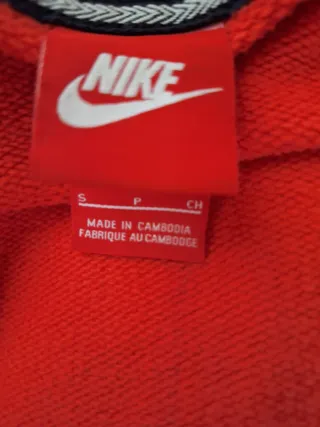 NIKE
S P CH
MADE IN CAMBODIA
FABRIQUE AU CAMBODGE